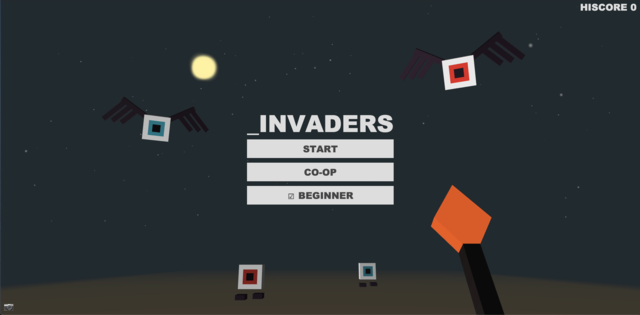 HISCORE 0
_INVADERS
START
CO-OP
☑ BEGINNER